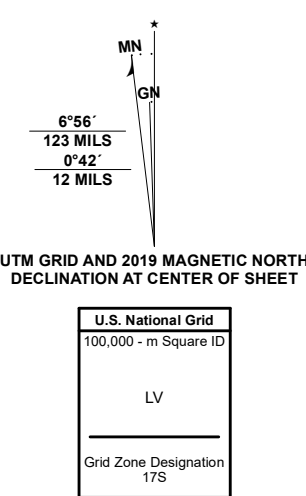 ★
MN
GN
6°56´
123 MILS
0°42´
12 MILS
UTM GRID AND 2019 MAGNETIC NORTH
DECLINATION AT CENTER OF SHEET
U.S. National Grid
100,000 - m Square ID
LV
Grid Zone Designation
17S